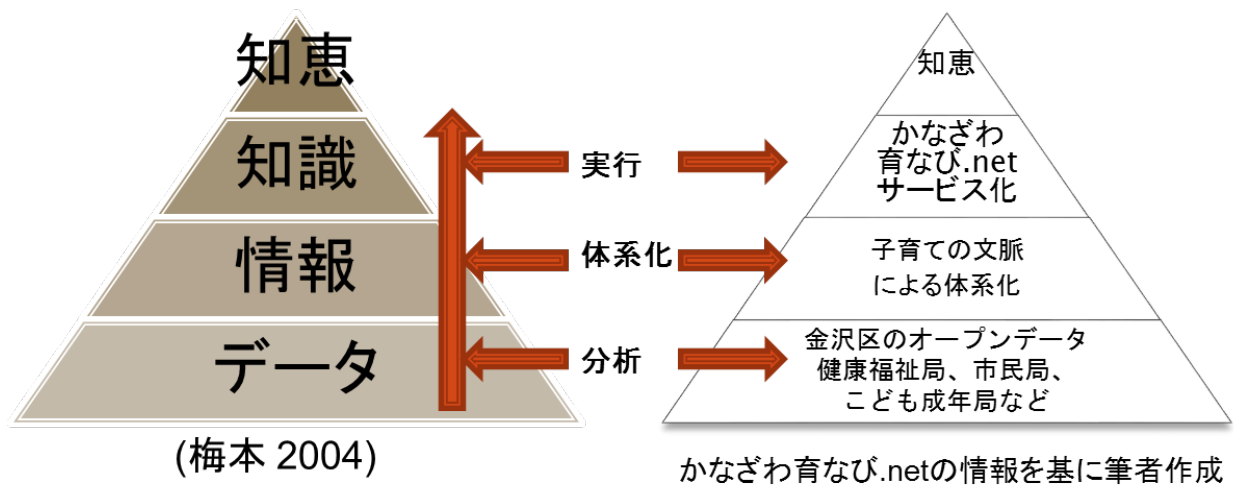 知恵
知識
情報
データ
(梅本 2004)
実行
体系化
分析
知恵
かなざわ
育なび.net
サービス化
子育ての文脈
による体系化
金沢区のオープンデータ
健康福祉局、市民局、
こども成年局など
かなざわ育なび.netの情報を基に筆者作成